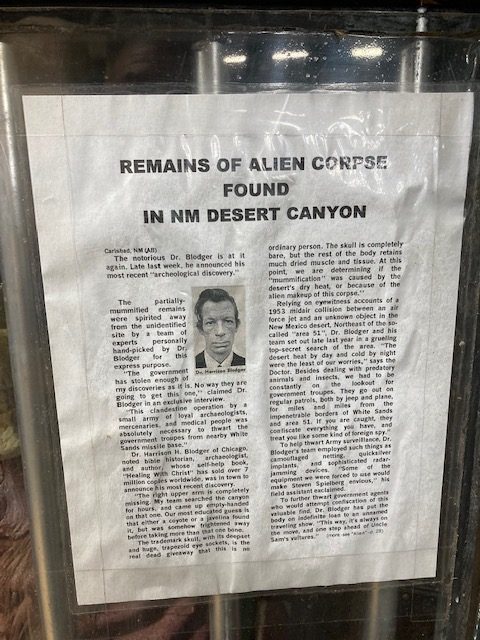 REMAINS OF ALIEN CORPSE
FOUND
IN NM DESERT CANYON
Carlsbad, NM (AB)
The notorious Dr. Blodger is at it
again. Late last week, he announced his
most recent "archeological discovery."
The partially-
mummified remains
were spirited away
from the unidentified
site by a team of
experts personally
hand-picked by Dr.
Blodger for this
express purpose.
"The Government
has stolen enough of
my discoveries as it is. No way they are
going to get this one," claimed Dr.
Blodger in an exlulsive interview.
"This clandestine operation by a
small army of loyal archaeologists,
mercenaries, and medical people was
absolutely necessary to thwart the
government troupes from nearby White
Sands missile base."
Dr. Harrison H. Blodger of Chicago,
noted bible historian, archaeologist,
and author, whose self-help book,
"Healing With Christ" has sold over 7
million coples worldwide, was in town to
announce his most recent discovery.
"The right upper arm is completely
missing. My team searched the canyon
for hours, and came up empty-handed
on that one. Our most educated guess is
that either a coyote or a javelina found
it, but was somehow frightened away
before taking more than that one bone.
The trademark skull, with its deepset
and huge, trapezoid eye sockets, is the
real dead giveaway that this is no
Dr. Harrison Blodger
ordinary person. The skull is completely
bare, but the rest of the body retains
much dried muscle and tissue. At this
point, we are determining if the
"mummification" was caused by the
desert's dry heat, or because of the
alien makeup of this corpse."
Relying on eyewitness accounts of a
1953 midair collision between an air
force jet and an unknown object in the
New Mexico desert, Northeast of the so-
called "area 51", Dr. Blodger and his
team set out late last year in a grueling
top-secret search of the area. "The
desert heat by day and cold by night
were the least of our worries," says the
Doctor. Besides dealing with predatory
animals and insects, we had to be
constantly on the lookout for
government troupes. They go out on
regular patrols, both by jeep and plane,
for miles and miles from the
impenetrable borders of White Sands
and area 51. If you are caught, they
confiscate everything you have, and
treat you like some kind of foreign spy."
To help thwart Army surveillance, Dr.
Blodger's team employed such things as
camouflaged netting, quicksilver
implants, and sophisticated radar-
jamming devices. "Some of the
equipment we were forced to use would
make Steven Spielberg envious," his
field assistant exclaimed.
To further thwart government agents
who would attempt confiscation of this
valuable find, Dr. Blodger has put the
body on indefinite loan to an unnamed
traveling show. "This way, it's always on
the move, and one step ahead of Uncle
Sam's vultures." (more see "Alien" p. 28)